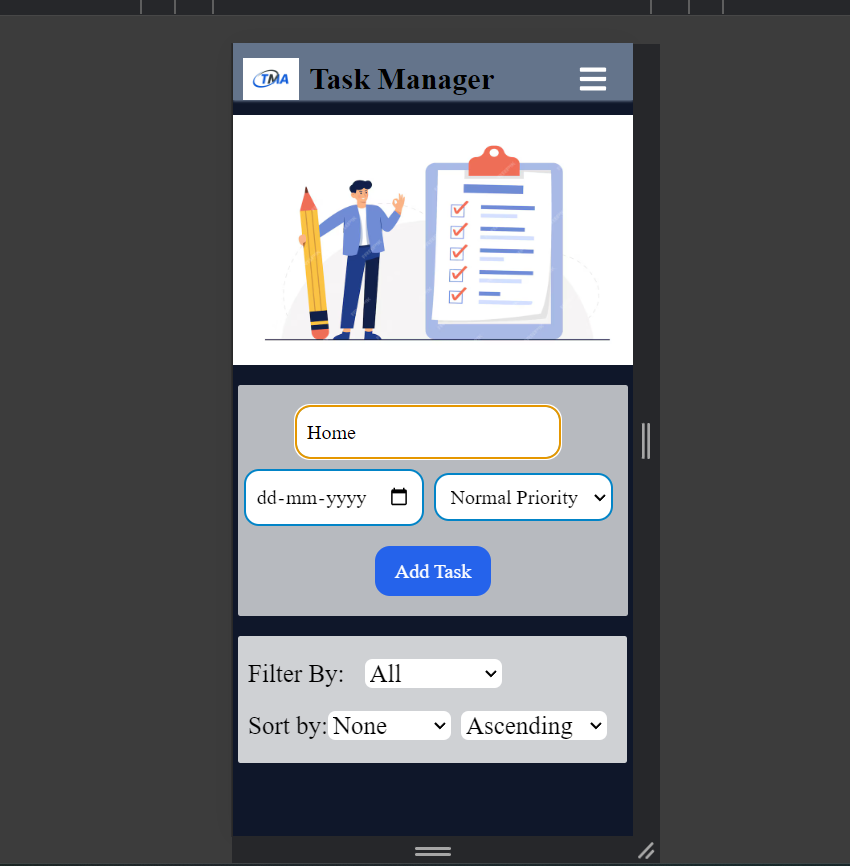 TMA Task Manager
Home
dd-mm-yyyy Normal Priority
Add Task
Filter By: All
Sort by: None Ascending